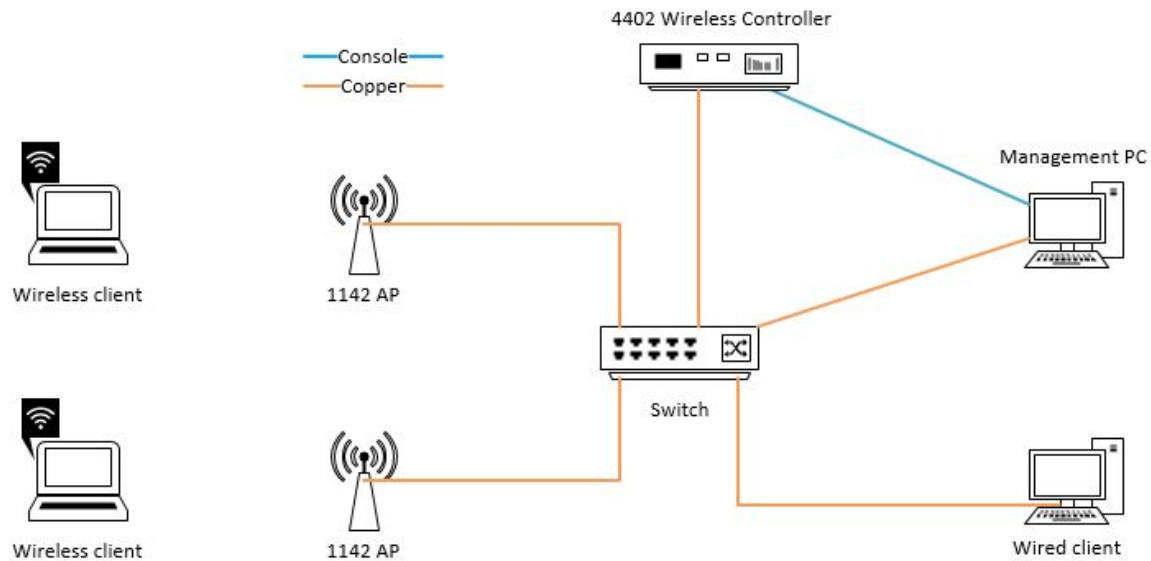 4402 Wireless Controller
Console
Copper
Management PC
Wireless client
1142 AP
Switch
Wireless client
1142 AP
Wired client